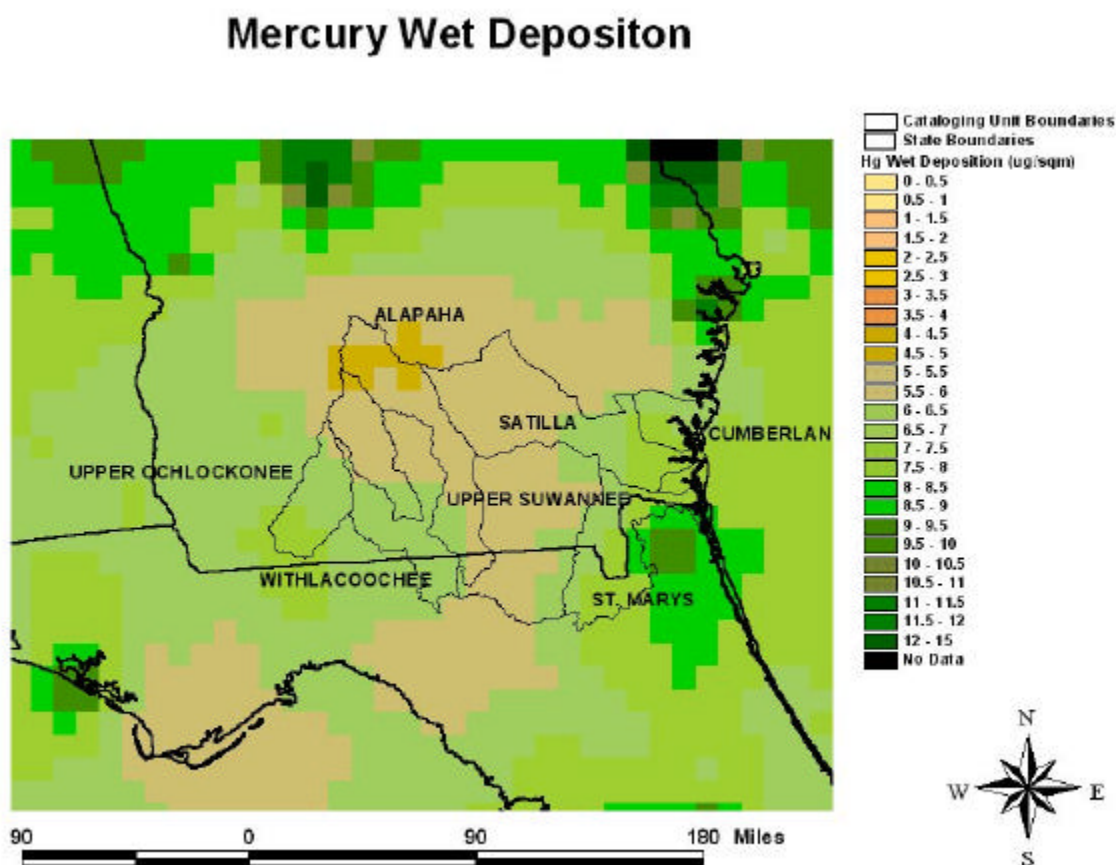 Mercury Wet Depositon
Cataloging Unit Boundaries
State Boundaries
Hg Wet Deposition (ug/sqm)
0 - 0.5
0.5 - 1
1 - 1.5
1.5 - 2
2 - 2.5
2.5 - 3
3 - 3.5
3.5 - 4
4 - 4.5
4.5 - 5
5 - 5.5
5.5 - 6
6 - 6.5
6.5 - 7
7 - 7.5
7.5 - 8
8 - 8.5
8.5 - 9
9 - 9.5
9.5 - 10
10 - 10.5
10.5 - 11
11 - 11.5
11.5 - 12
12 - 15
No Data
ALAPAHA
SATILLA
CUMBERLAN
UPPER OCHLOCKONEE
UPPER SUWANNEE
WITHLACOOCHEE
ST. MARYS
N
W E
S
90 0 90 180 Miles